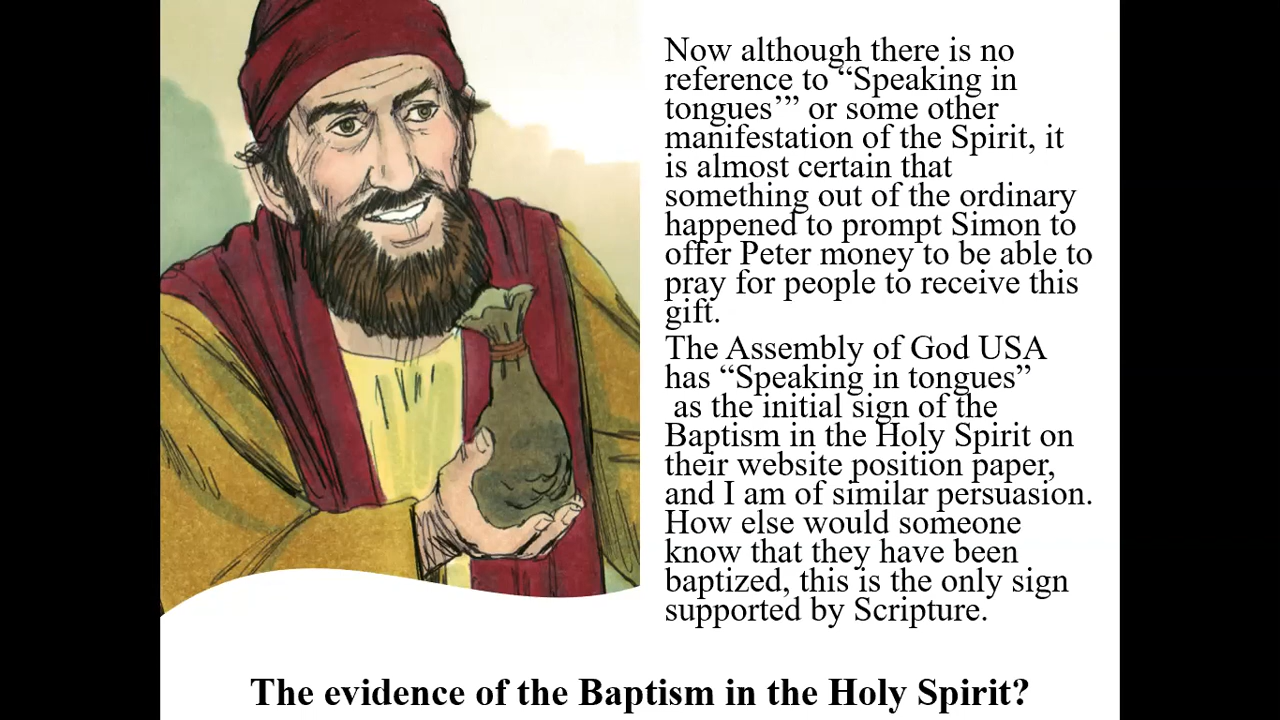 Now although there is no
reference to “Speaking in
tongues’” or some other
manifestation of the Spirit, it
is almost certain that
something out of the ordinary
happened to prompt Simon to
offer Peter money to be able to
pray for people to receive this
gift.
The Assembly of God USA
has “Speaking in tongues”
as the initial sign of the
Baptism in the Holy Spirit on
their website position paper,
and I am of similar persuasion.
How else would someone
know that they have been
baptized, this is the only sign
supported by Scripture.
The evidence of the Baptism in the Holy Spirit?